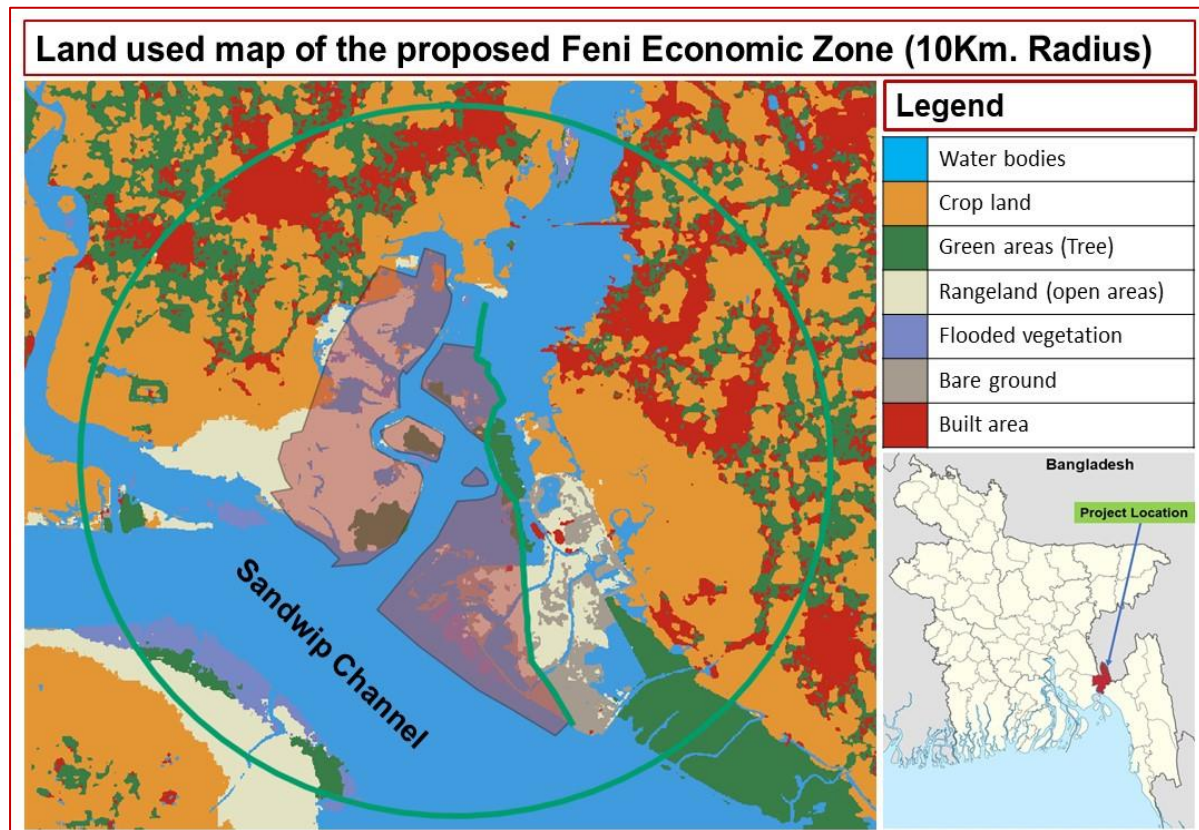 Land used map of the proposed Feni Economic Zone (10Km. Radius)
Legend
Water bodies
Crop land
Green areas (Tree)
Rangeland (open areas)
Flooded vegetation
Bare ground
Built area
Sandwip Channel
Bangladesh
Project Location